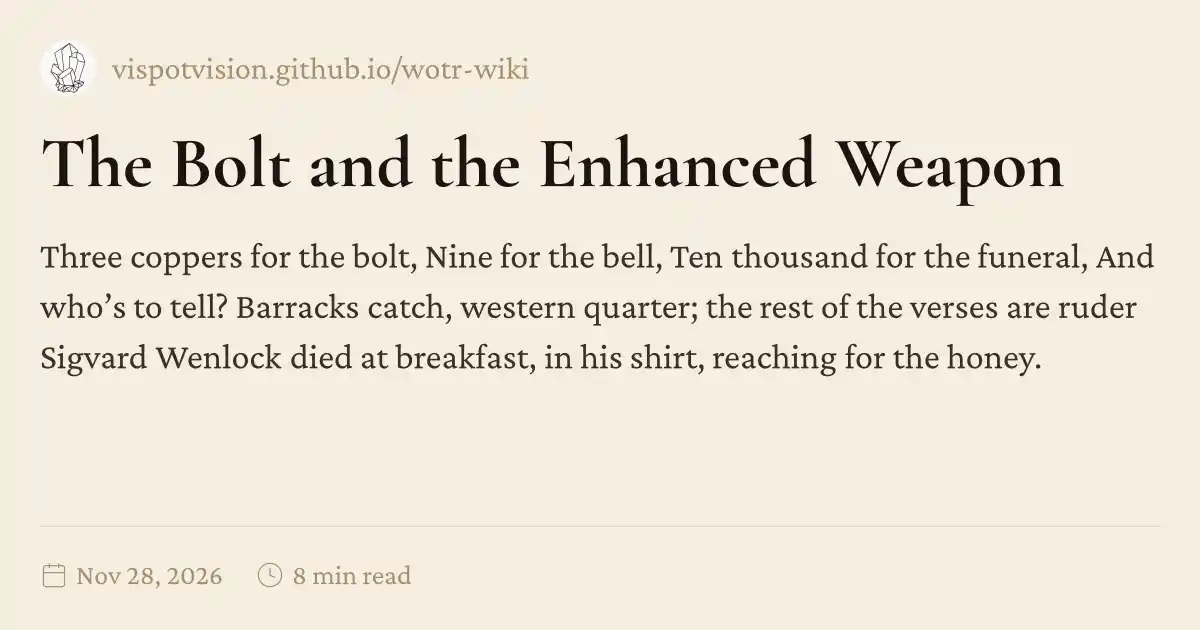 vispotvision.github.io/wotr-wiki
The Bolt and the Enhanced Weapon
Three coppers for the bolt, Nine for the bell, Ten thousand for the funeral, And
who’s to tell? Barracks catch, western quarter; the rest of the verses are ruder
Sigvard Wenlock died at breakfast, in his shirt, reaching for the honey.
Nov 28, 2026
8 min read